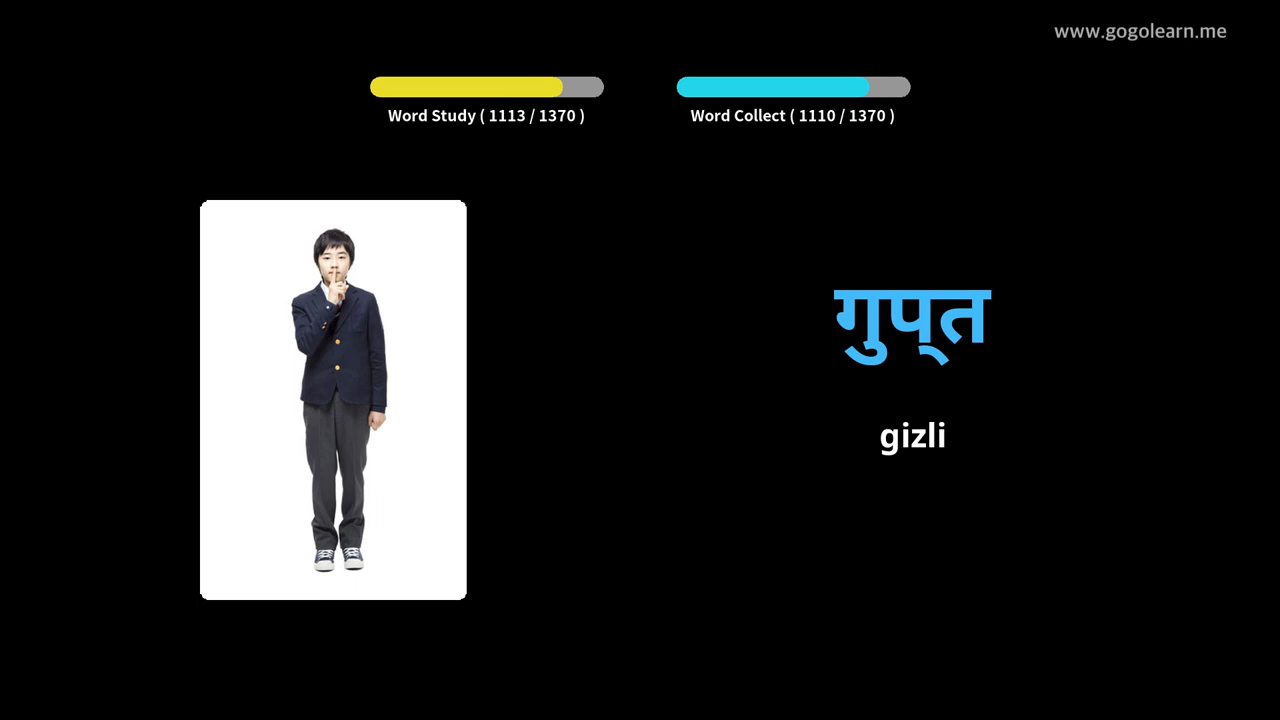 www.gogolearn.me
Word Study ( 1113 / 1370 )
Word Collect ( 1110 / 1370 )
गुप्त
gizli